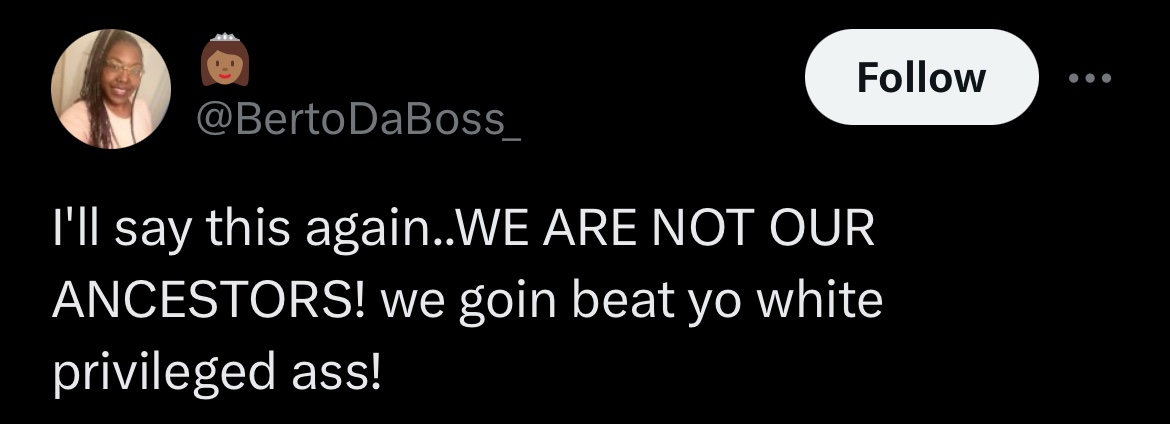 @BertoDaBoss_
Follow
I'll say this again..WE ARE NOT OUR
ANCESTORS! we goin beat yo white
privileged ass!